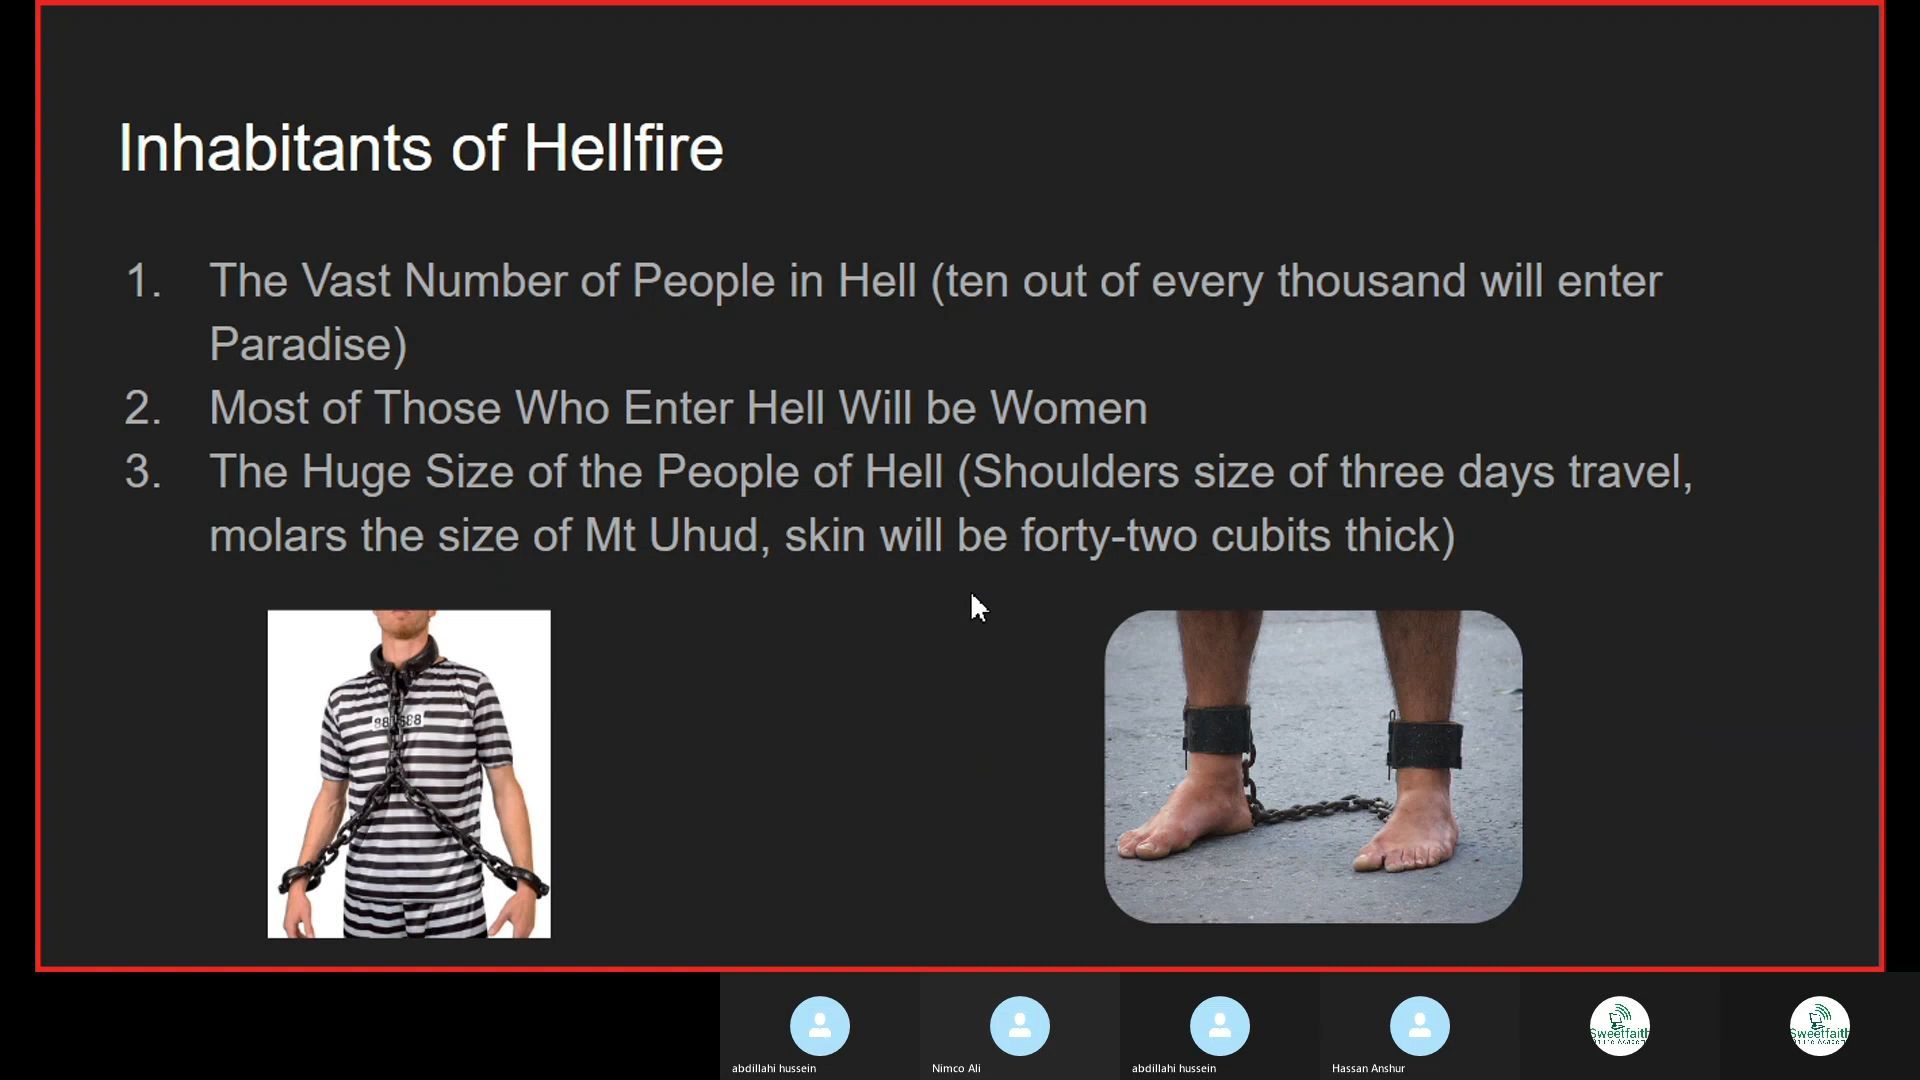 Inhabitants of Hellfire
1. The Vast Number of People in Hell (ten out of every thousand will enter
Paradise)
2. Most of Those Who Enter Hell Will be Women
3. The Huge Size of the People of Hell (Shoulders size of three days travel,
molars the size of Mt Uhud, skin will be forty-two cubits thick)
abdillahi hussein
Nimco Ali
abdillahi hussein
Hassan Anshur
Sweetfaith
Sweetfaith